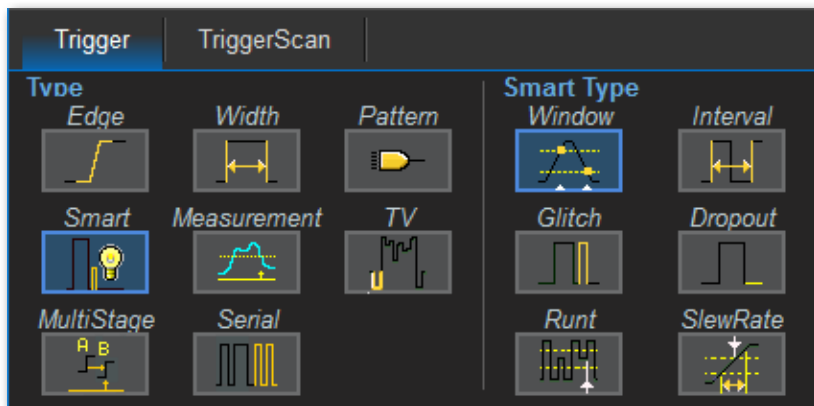 Trigger TriggerScan
Type
Edge Width Pattern
Smart Measurement TV
MultiStage Serial
A B
Smart Type
Window Interval
Glitch Dropout
Runt SlewRate